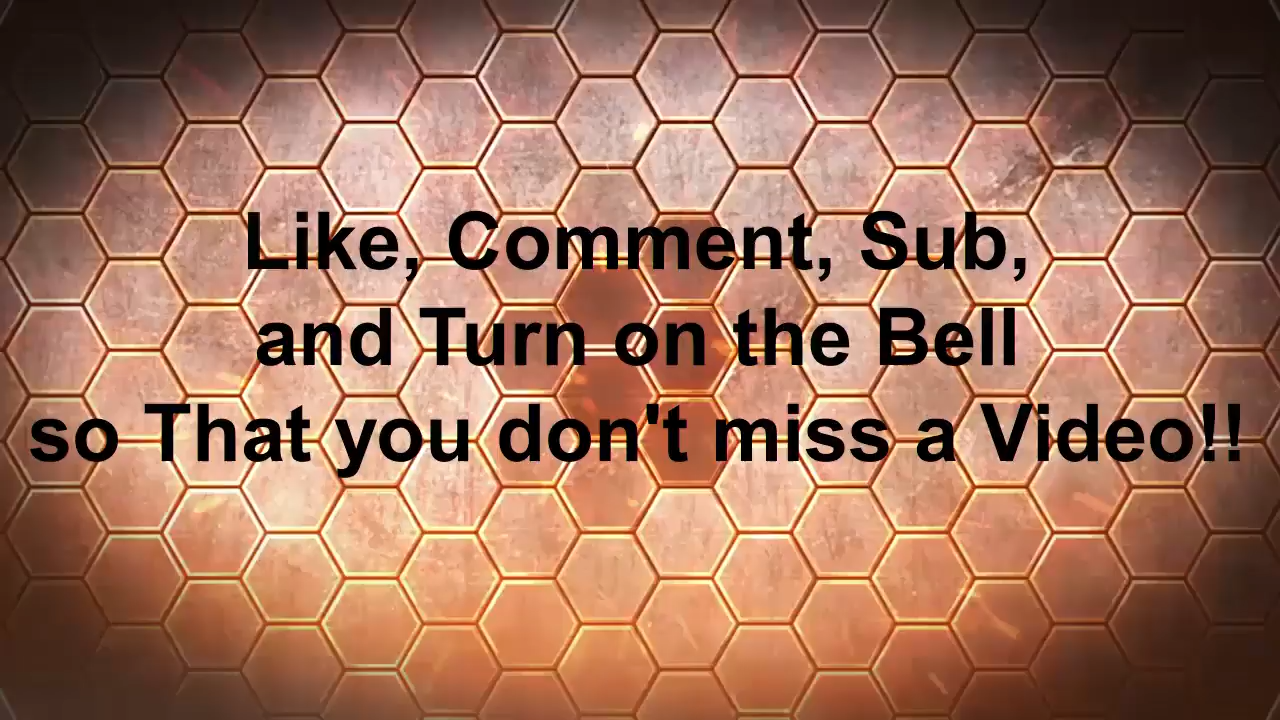 Like, Comment, Sub,
and Turn on the Bell
so That you don't miss a Video!!